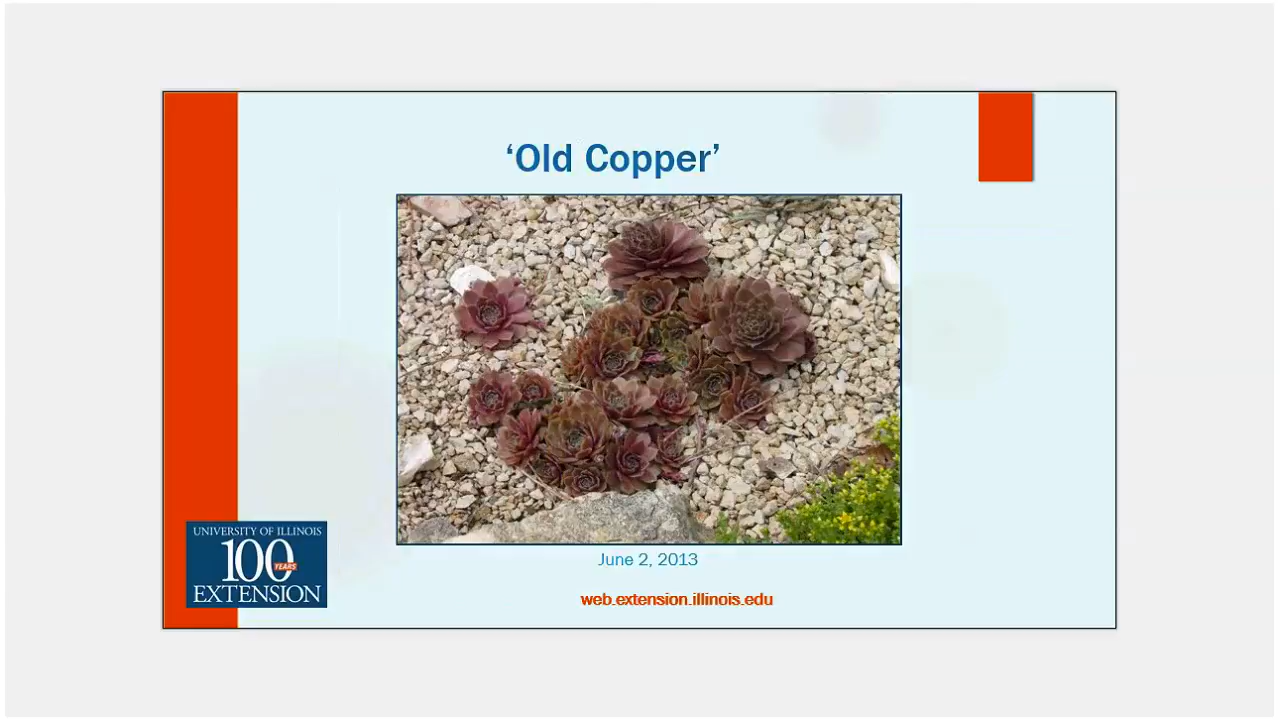 ‘Old Copper’
June 2, 2013
web.extension.illinois.edu
UNIVERSITY OF ILLINOIS
100
YEARS
EXTENSION